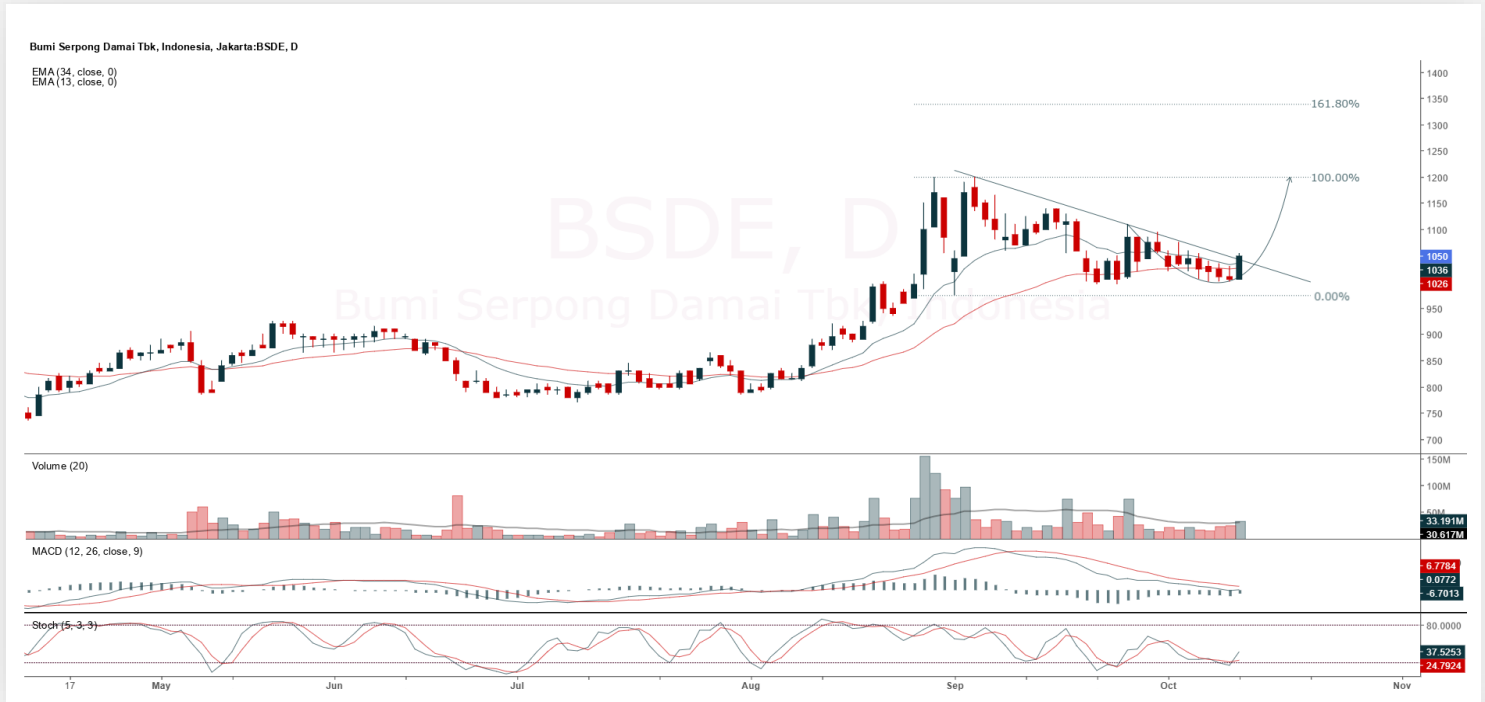 Bumi Serpong Damai Tbk, Indonesia, Jakarta:BSDE, D
EMA (34, close, 0)
EMA (13, close, 0)
BSDE, D
Bumi Serpong Damai Tbk, Indonesia
161.80%
100.00%
0.00%
1400
1350
1300
1250
1200
1150
1100
1050
1036
1026
950
900
850
800
750
700
Volume (20)
150M
100M
50M
33.191M
30.617M
MACD (12, 26, close, 9)
6.7784
0.0772
-6.7013
Stoch (5, 3, 3)
80.0000
37.5253
24.7924
17
May
Jun
Jul
Aug
Sep
Oct
Nov